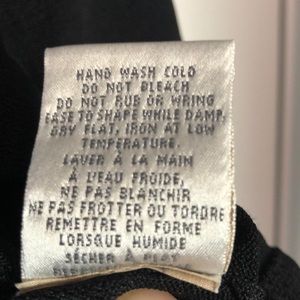 HAND WASH COLD
DO NOT BLEACH
DO NOT RUB OR WRING
EASE TO SHAPE WHILE DAMP,
DRY FLAT, IRON AT LOW
TEMPERATURE.
LAVER À LA MAIN
À L'EAU FROIDE,
NE PAS BLANCHIR
NE PAS FROTTER OU TORDRE
REMETTRE EN FORME
LORSQUE HUMIDE
SÉCHER À PLAT